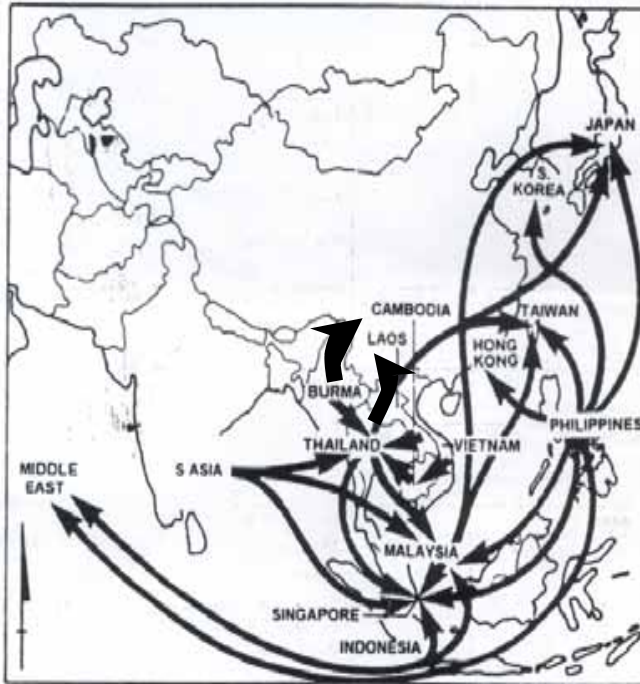 JAPAN
S.
KOREA
CAMBODIA
TAIWAN
LAOS
HONG
KONG
BURMA
PHILIPPINES
THAILAND
VIETNAM
MIDDLE
EAST
S ASIA
MALAYSIA
SINGAPORE
INDONESIA